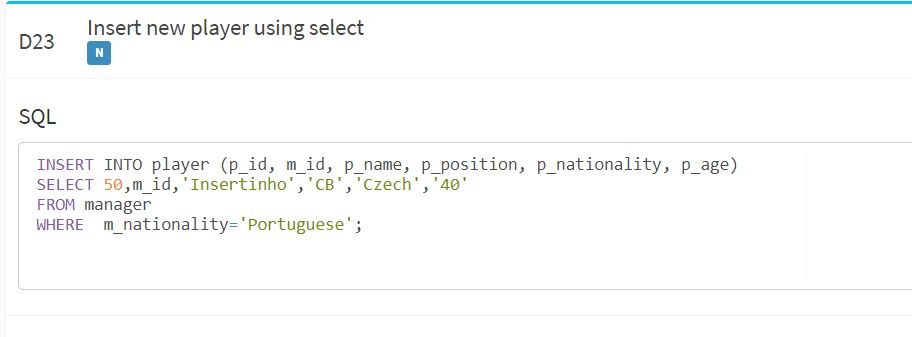 D23
Insert new player using select
N
SQL
INSERT INTO player (p_id, m_id, p_name, p_position, p_nationality, p_age)
SELECT 50,m_id,'Insertinho','CB','Czech','40'
FROM manager
WHERE  m_nationality='Portuguese';